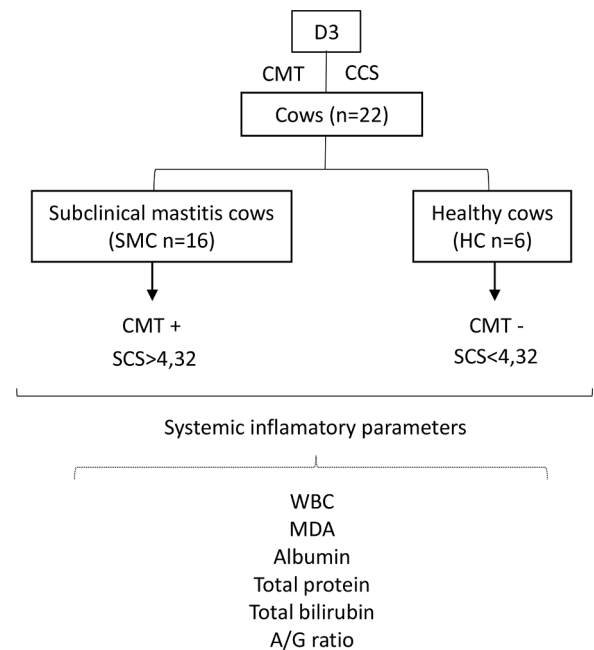 D3
CMT CCS
Cows (n=22)
Subclinical mastitis cows
(SMC n=16)
Healthy cows
(HC n=6)
CMT +
SCS>4,32
CMT -
SCS<4,32
Systemic inflamatory parameters
WBC
MDA
Albumin
Total protein
Total bilirubin
A/G ratio